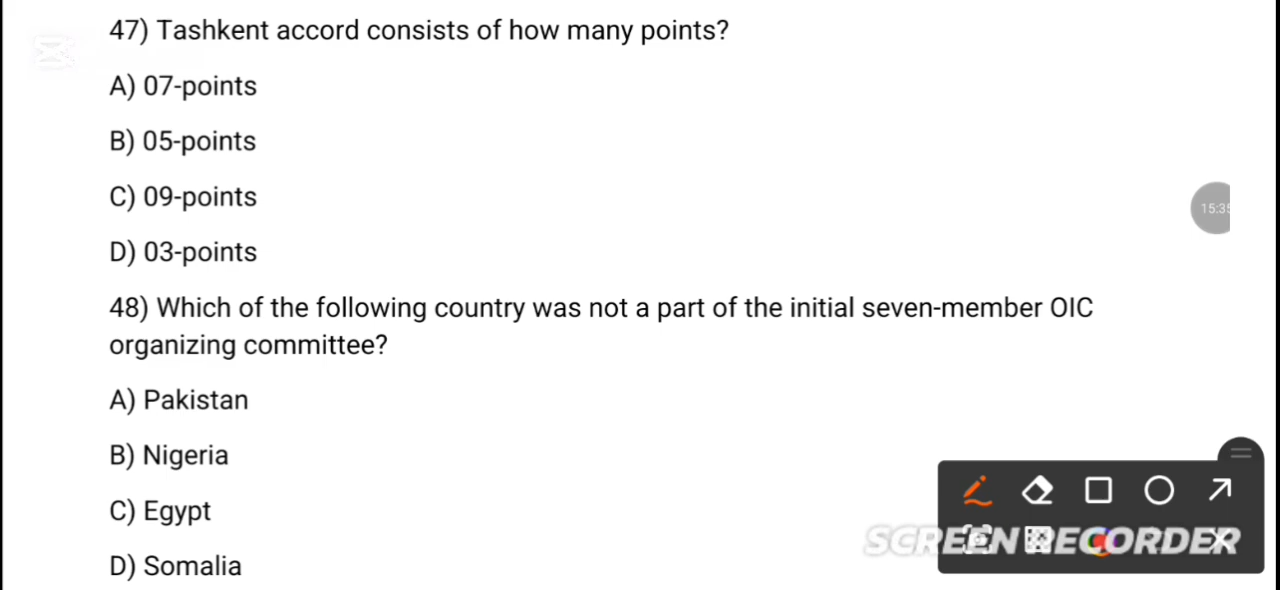 47) Tashkent accord consists of how many points?
A) 07-points
B) 05-points
C) 09-points
D) 03-points
15:35
48) Which of the following country was not a part of the initial seven-member OIC
organizing committee?
A) Pakistan
B) Nigeria
C) Egypt
D) Somalia
SCREEN RECORDER